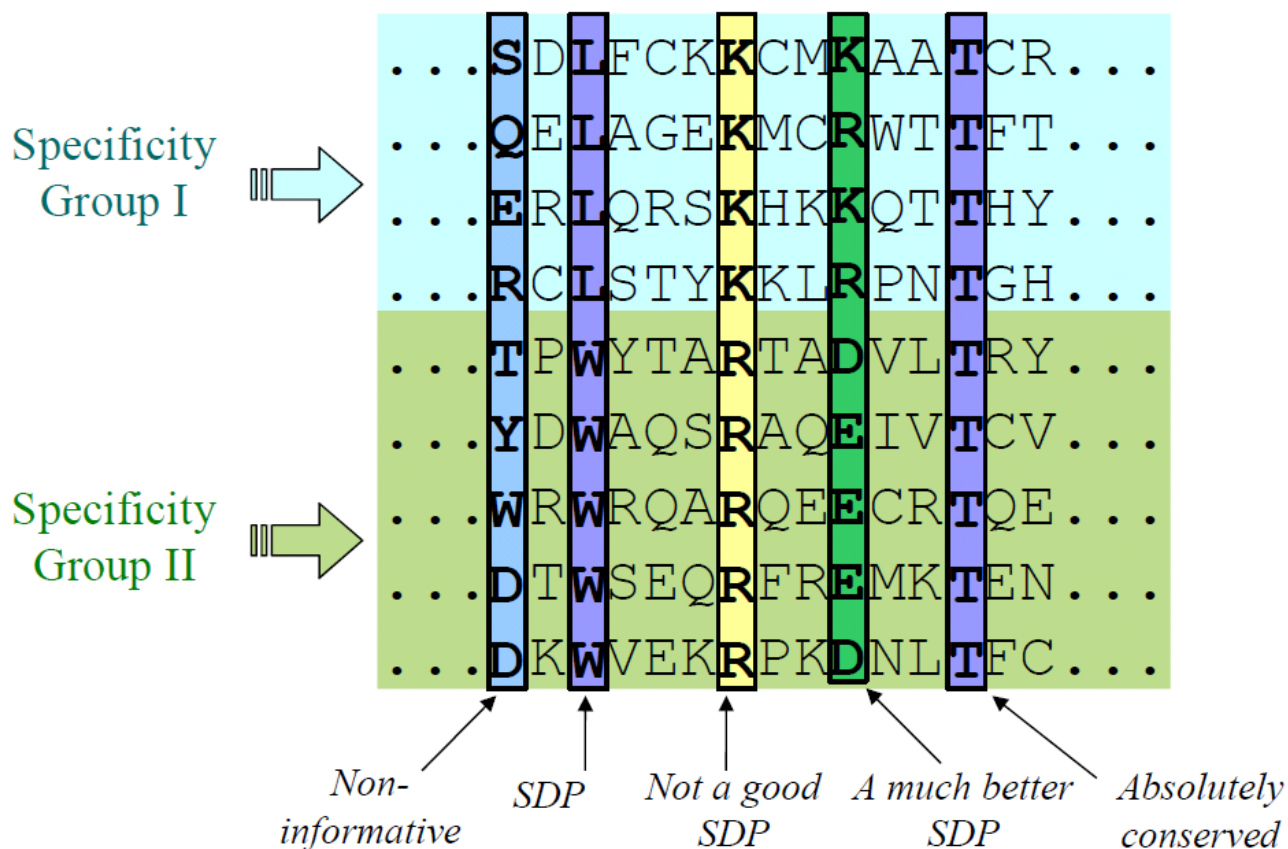 ...SDLFCKKCMKAATCR...
...QELAGEKMCRWTTFT...
...ERLQRSKHKKQTTHY...
...RCLSTYKKLRPNTGH...
...TPWYTARTADVLTRY...
...YDWAQSRAQEIVTCV...
...WRWRQARQEECRTQE...
...DTWSEQRFREMKTEN...
...DKWVEKRPKDNLTFC...
Specificity
Group I
Specificity
Group II
Non-
informative
SDP
Not a good
SDP
A much better
SDP
Absolutely
conserved